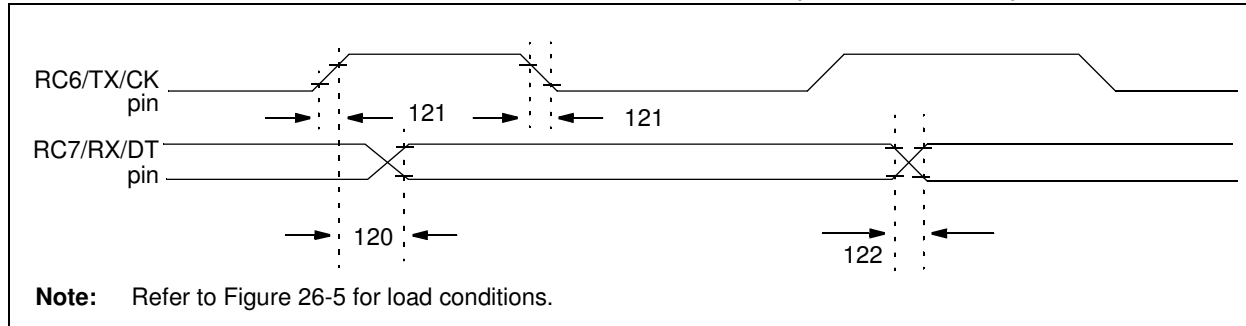 RC6/TX/CK
pin
121
121
RC7/RX/DT
pin
120
122
Note: Refer to Figure 26-5 for load conditions.